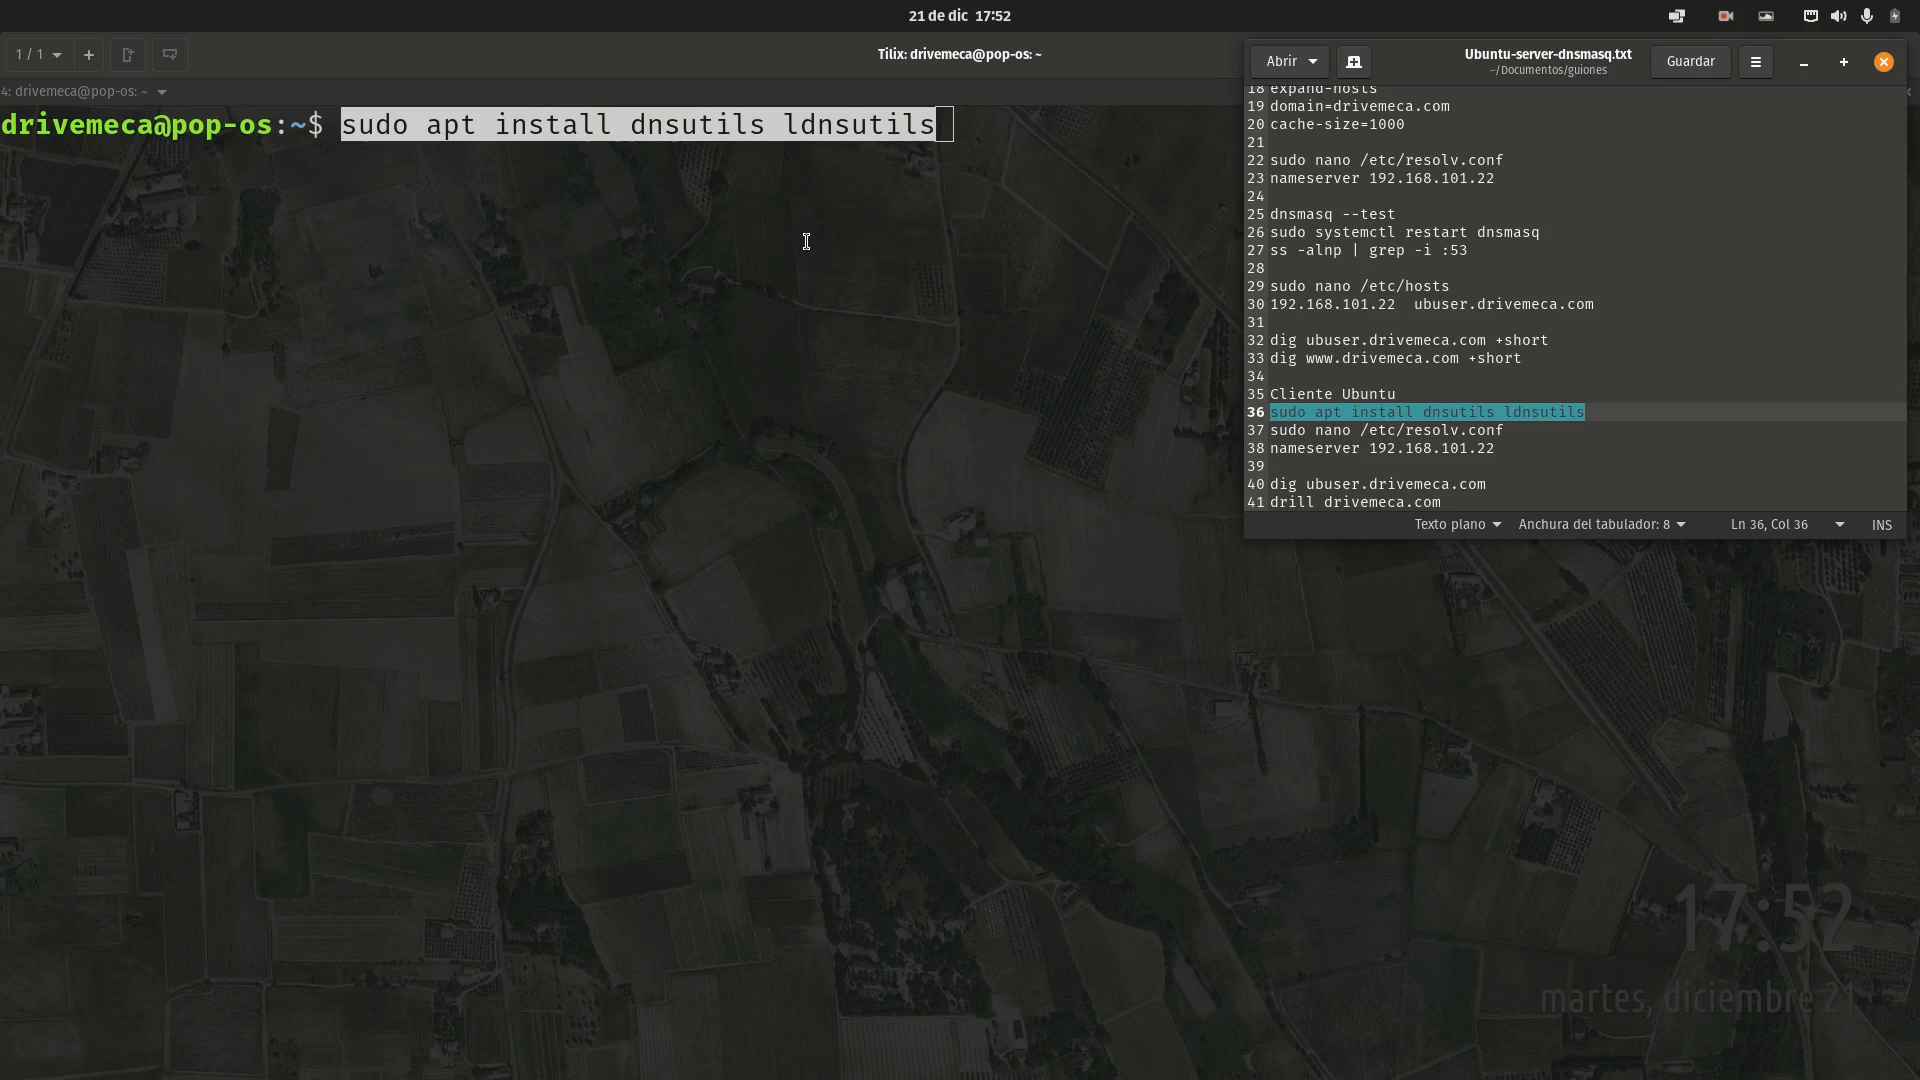 21 de dic  17:52
1 / 1
Tilix: drivemeca@pop-os: ~
4: drivemeca@pop-os: ~
drivemeca@pop-os:~$ sudo apt install dnsutils ldnsutils
Abrir
Ubuntu-server-dnsmasq.txt
~/Documentos/guiones
Guardar
18 expand-hosts
19 domain=drivemeca.com
20 cache-size=1000
21
22 sudo nano /etc/resolv.conf
23 nameserver 192.168.101.22
24
25 dnsmasq --test
26 sudo systemctl restart dnsmasq
27 ss -alnp | grep -i :53
28
29 sudo nano /etc/hosts
30 192.168.101.22  ubuser.drivemeca.com
31
32 dig ubuser.drivemeca.com +short
33 dig www.drivemeca.com +short
34
35 Cliente Ubuntu
36 sudo apt install dnsutils ldnsutils
37 sudo nano /etc/resolv.conf
38 nameserver 192.168.101.22
39
40 dig ubuser.drivemeca.com
41 drill drivemeca.com
Texto plano
Anchura del tabulador: 8
Ln 36, Col 36
INS
17:52
martes, diciembre 21